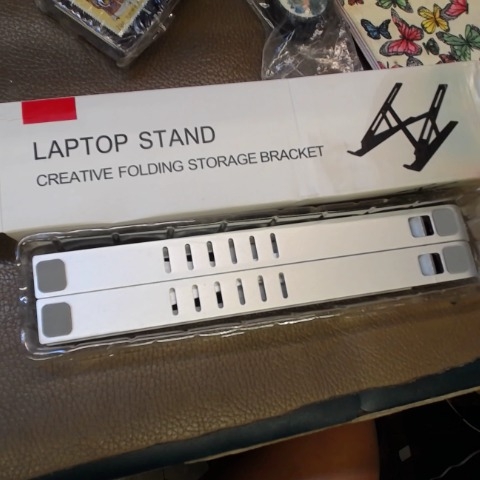 LAPTOP STAND
CREATIVE FOLDING STORAGE BRACKET